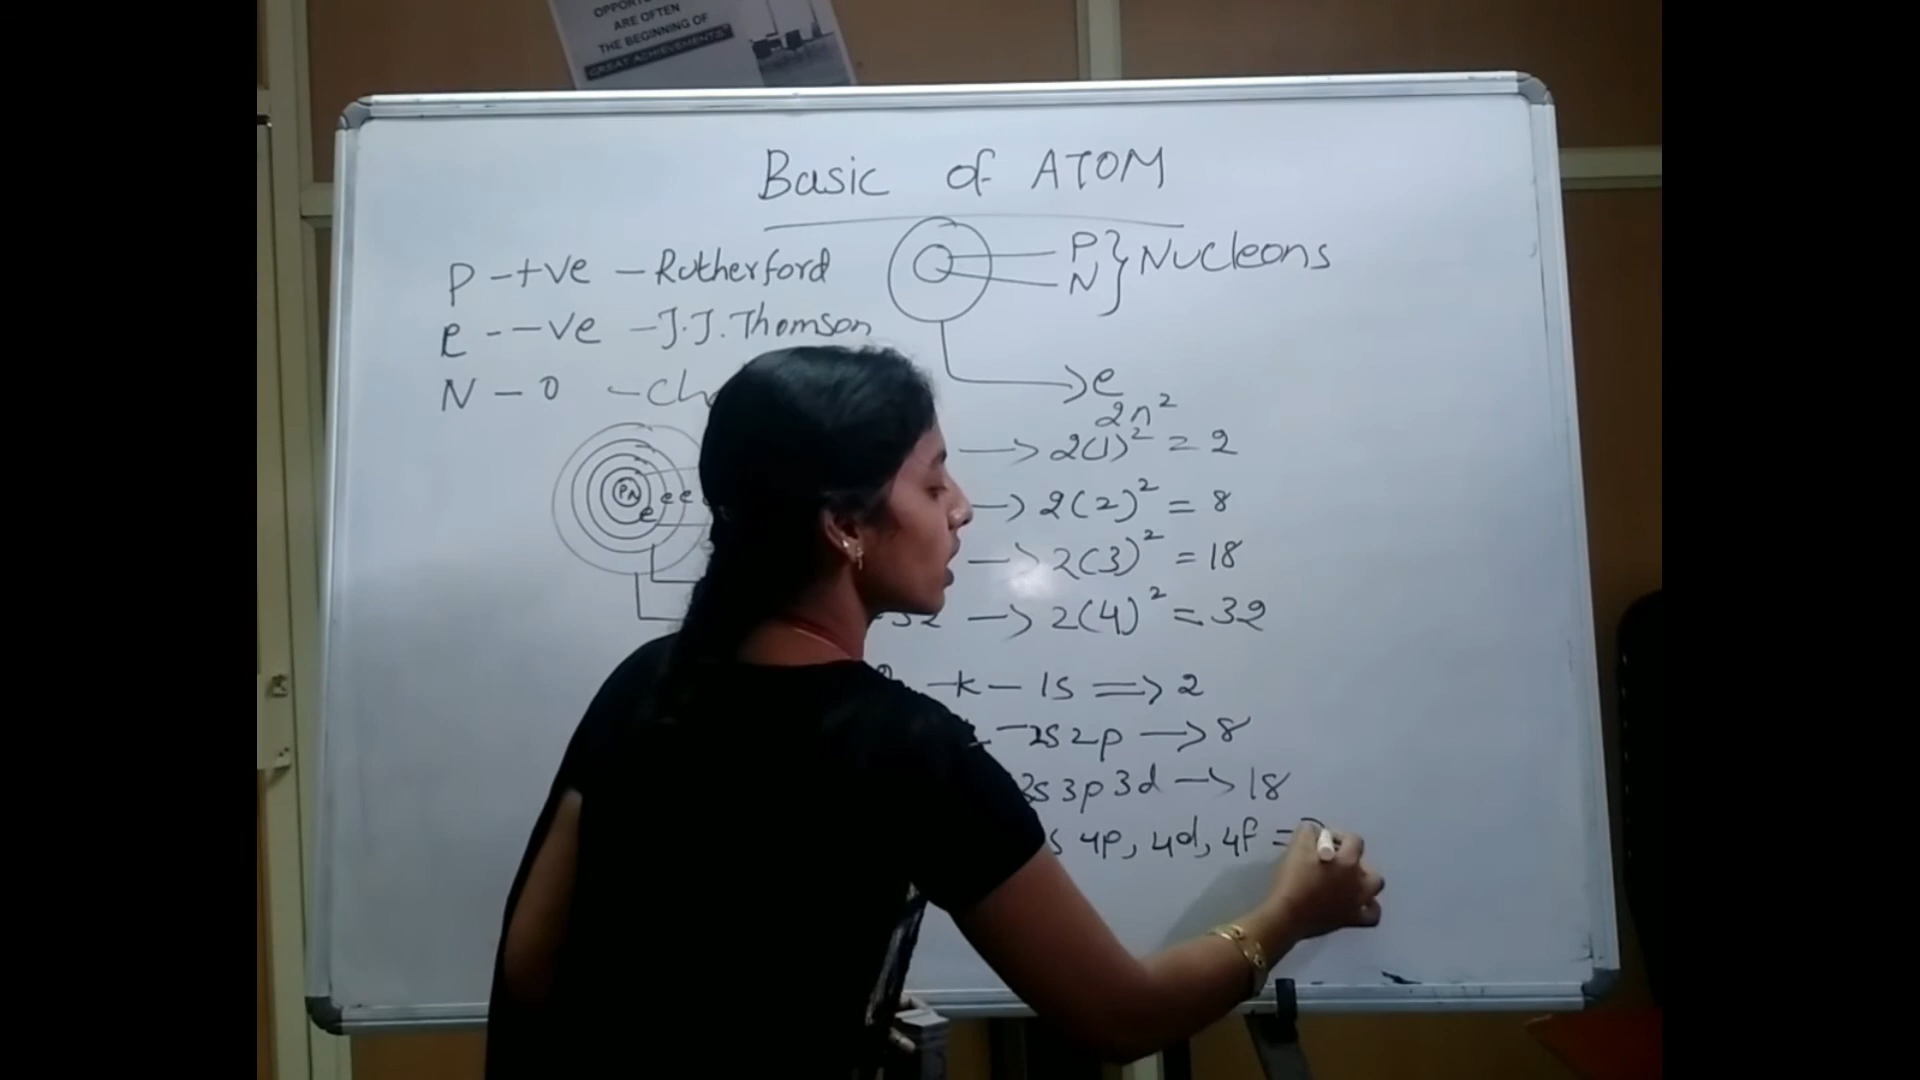 ARE OFTEN
THE BEGINNING OF
GREAT ACHIEVEMENTS"
Basic of ATOM
P - +ve - Rutherford
e - -ve - J.J. Thomson
N - 0 -
P
N } Nucleons
e
2n²
PN
e e
e
→ 2(1)² = 2
→ 2(2)² = 8
→ 2(3)² = 18
32 → 2(4)² = 32
- K - 1s => 2
- 2s 2p → 8
3s 3p 3d → 18
s 4p, 4d, 4f =